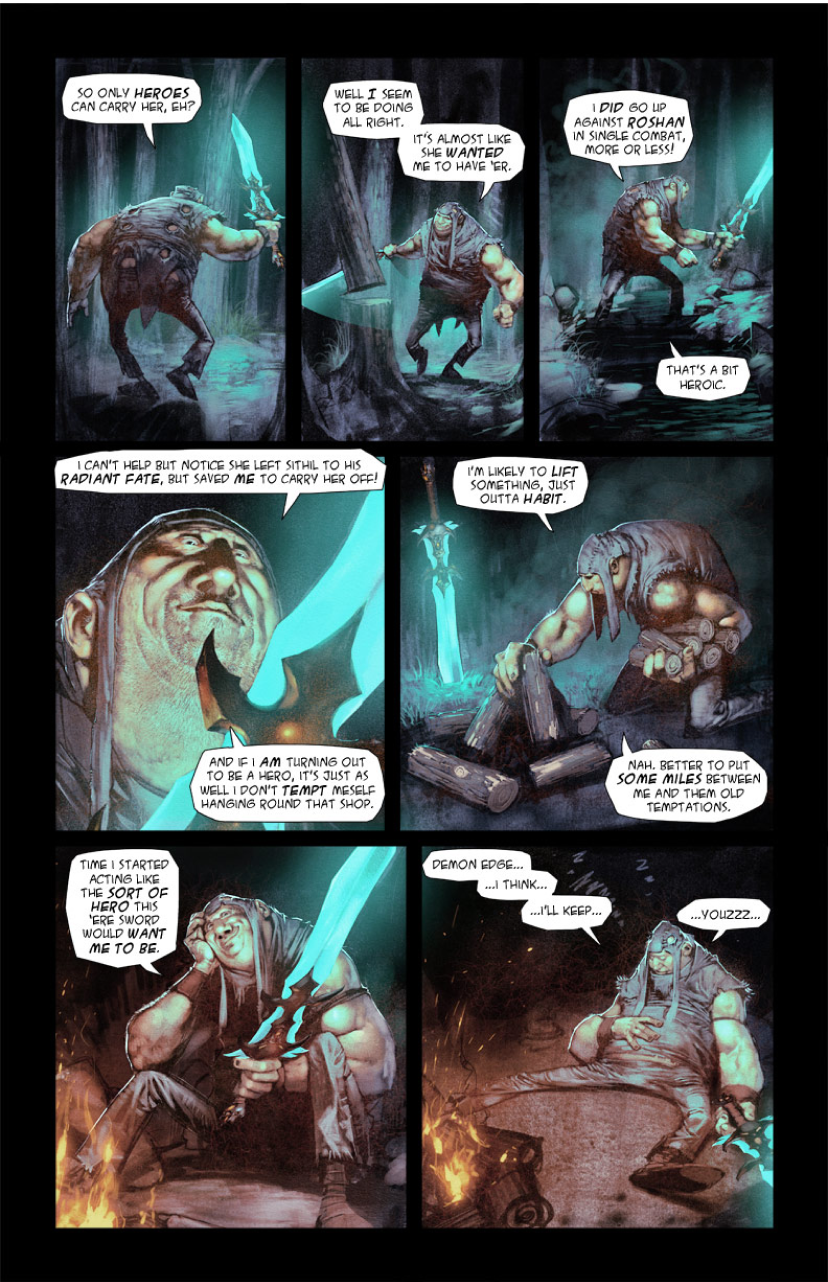 SO ONLY HEROES
CAN CARRY HER, EH?
WELL I SEEM
TO BE DOING
ALL RIGHT.
IT'S ALMOST LIKE
SHE WANTED
ME TO HAVE 'ER.
I DID GO UP
AGAINST ROSHAN
IN SINGLE COMBAT,
MORE OR LESS!
THAT'S A BIT
HEROIC.
I CAN'T HELP BUT NOTICE SHE LEFT SITHIL TO HIS
RADIANT FATE, BUT SAVED ME TO CARRY HER OFF!
AND IF I AM TURNING OUT
TO BE A HERO, IT'S JUST AS
WELL I DON'T TEMPT MESELF
HANGING ROUND THAT SHOP.
I'M LIKELY TO LIFT
SOMETHING, JUST
OUTTA HABIT.
NAH. BETTER TO PUT
SOME MILES BETWEEN
ME AND THEM OLD
TEMPTATIONS.
TIME I STARTED
ACTING LIKE
THE SORT OF
HERO THIS
'ERE SWORD
WOULD WANT
ME TO BE.
DEMON EDGE...
...I THINK...
...I'LL KEEP...
...YOUZZZ...
Z
Z